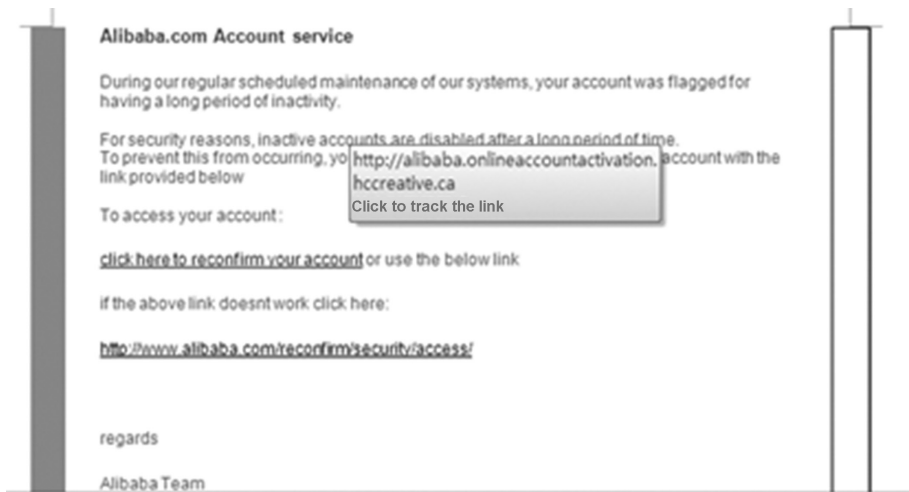 Alibaba.com Account service
During our regular scheduled maintenance of our systems, your account was flagged for
having a long period of inactivity.
For security reasons, inactive accounts are disabled after a long period of time.
To prevent this from occurring, yo
http://alibaba.onlineaccountactivation.
account with the
hccreative.ca
link provided below
Click to track the link
To access your account:
click here to reconfirm your account or use the below link
if the above link doesnt work click here:
http://www.alibaba.com/reconfirm/security/access/
regards
Alibaba Team